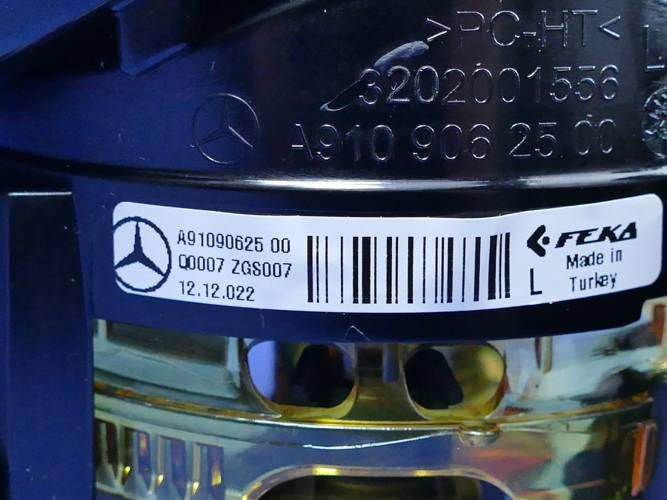 >PC-HT<
3202001556
A910 906 25 00
A91090625 00
Q0007 ZGS007
12.12.022
L
FEKA
Made in
Turkey